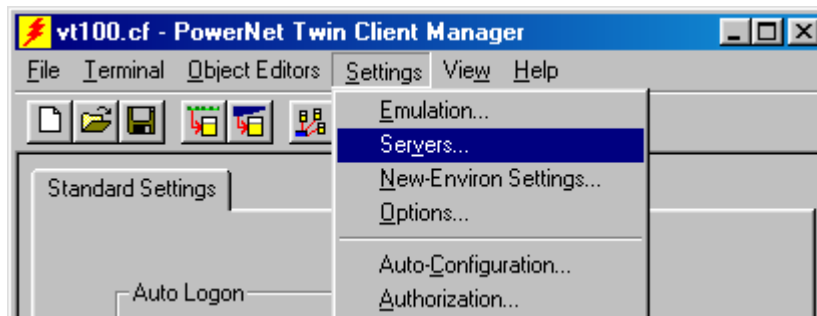 vt100.cf - PowerNet Twin Client Manager
File Terminal Object Editors Settings View Help
Emulation...
Servers...
New-Environ Settings...
Standard Settings
Options...
Auto-Configuration...
Auto Logon
Authorization...